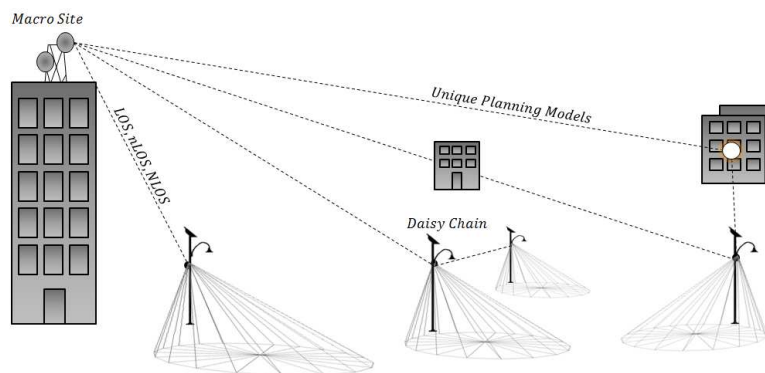 Macro Site
Unique Planning Models
LOS,nLOS,NLOS
Daisy Chain